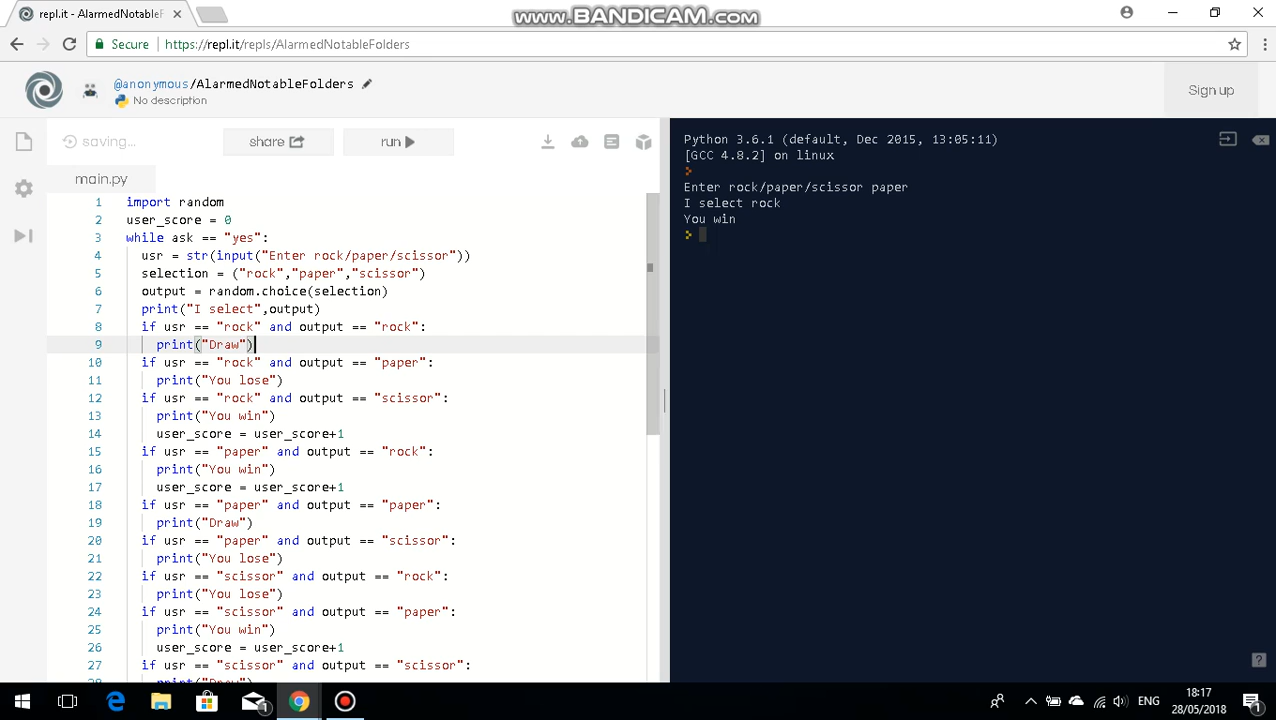 repl.it - AlarmedNotableF
www.BANDICAM.com
Secure
https://repl.it/repls/AlarmedNotableFolders
@anonymous/AlarmedNotableFolders
No description
Sign up
saving...
share
run
main.py
1 import random
2 user_score = 0
3 while ask == "yes":
4 usr = str(input("Enter rock/paper/scissor"))
5 selection = ("rock","paper","scissor")
6 output = random.choice(selection)
7 print("I select",output)
8 if usr == "rock" and output == "rock":
9 print("Draw")
10 if usr == "rock" and output == "paper":
11 print("You lose")
12 if usr == "rock" and output == "scissor":
13 print("You win")
14 user_score = user_score+1
15 if usr == "paper" and output == "rock":
16 print("You win")
17 user_score = user_score+1
18 if usr == "paper" and output == "paper":
19 print("Draw")
20 if usr == "paper" and output == "scissor":
21 print("You lose")
22 if usr == "scissor" and output == "rock":
23 print("You lose")
24 if usr == "scissor" and output == "paper":
25 print("You win")
26 user_score = user_score+1
27 if usr == "scissor" and output == "scissor":
28 print("Draw")
Python 3.6.1 (default, Dec 2015, 13:05:11)
[GCC 4.8.2] on linux
Enter rock/paper/scissor paper
I select rock
You win
?
1
ENG
18:17
28/05/2018
1